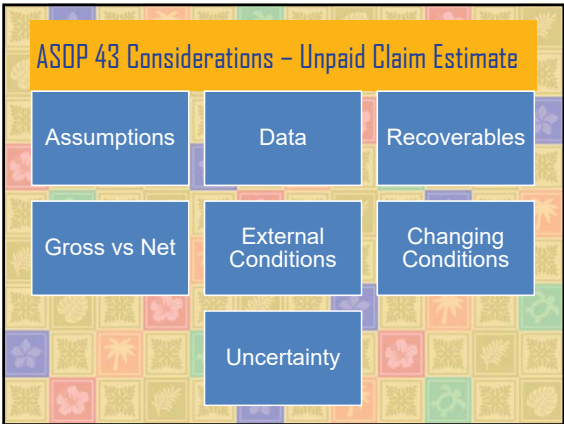 ASOP 43 Considerations – Unpaid Claim Estimate
Assumptions
Data
Recoverables
Gross vs Net
External
Conditions
Changing
Conditions
Uncertainty